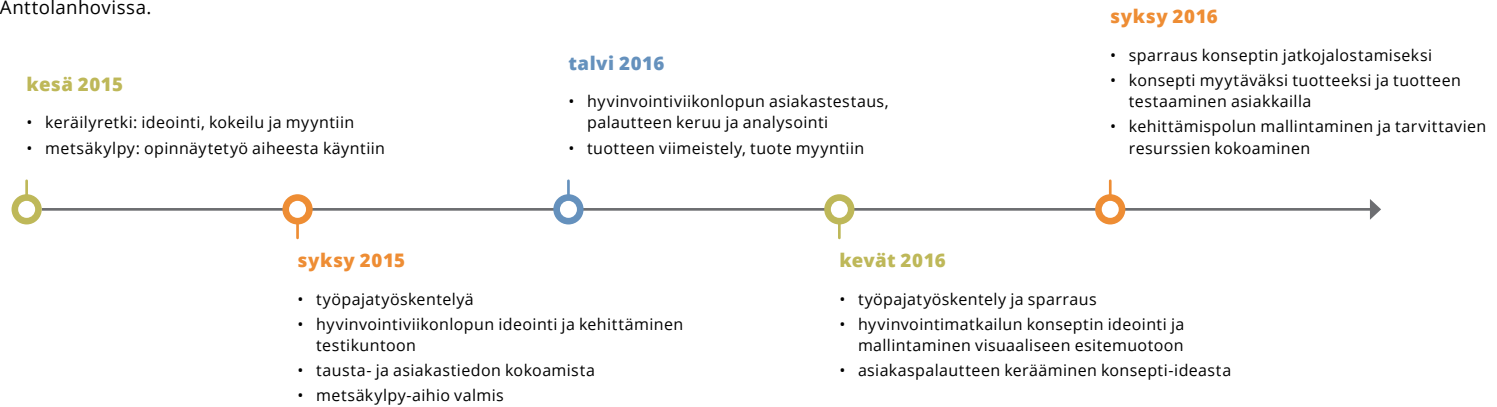 Anttolanhovissa.
kesä 2015
• keräilyretki: ideointi, kokeilu ja myyntiin
• metsäkylpy: opinnäytetyö aiheesta käyntiin
syksy 2015
• työpajatyöskentelyä
• hyvinvointiviikonlopun ideointi ja kehittäminen
testikuntoon
• tausta- ja asiakastiedon kokoamista
• metsäkylpy-aihio valmis
talvi 2016
• hyvinvointiviikonlopun asiakastestaus,
palautteen keruu ja analysointi
• tuotteen viimeistely, tuote myyntiin
kevät 2016
• työpajatyöskentely ja sparraus
• hyvinvointimatkailun konseptin ideointi ja
mallintaminen visuaaliseen esitemuotoon
• asiakaspalautteen kerääminen konsepti-ideasta
syksy 2016
• sparraus konseptin jatkojalostamiseksi
• konsepti myytäväksi tuotteeksi ja tuotteen
testaaminen asiakkailla
• kehittämispolun mallintaminen ja tarvittavien
resurssien kokoaminen